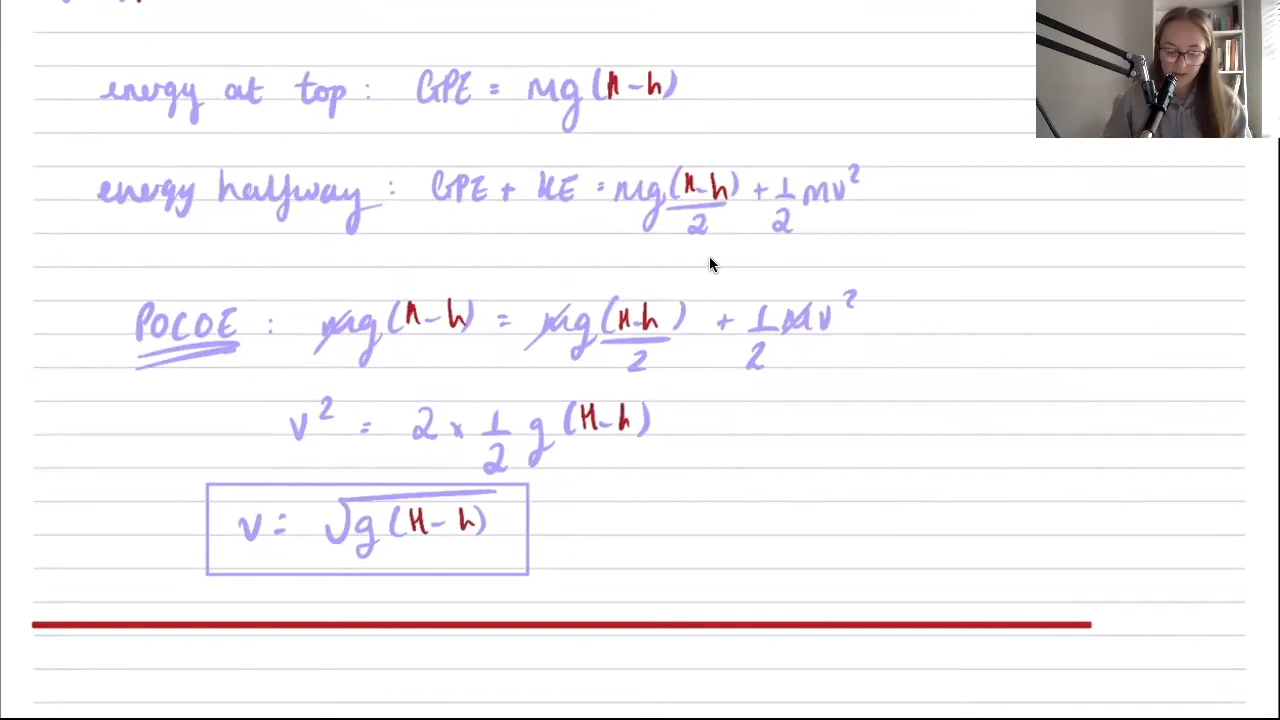 energy at top : GPE = mg(H-h)
energy halfway : GPE + KE = mg(H-h)/2 + 1/2 mv²
POCOE : mg(H-h) = mg(H-h)/2 + 1/2 mv²
v² = 2 × 1/2 g(H-h)
v = √g(H-h)